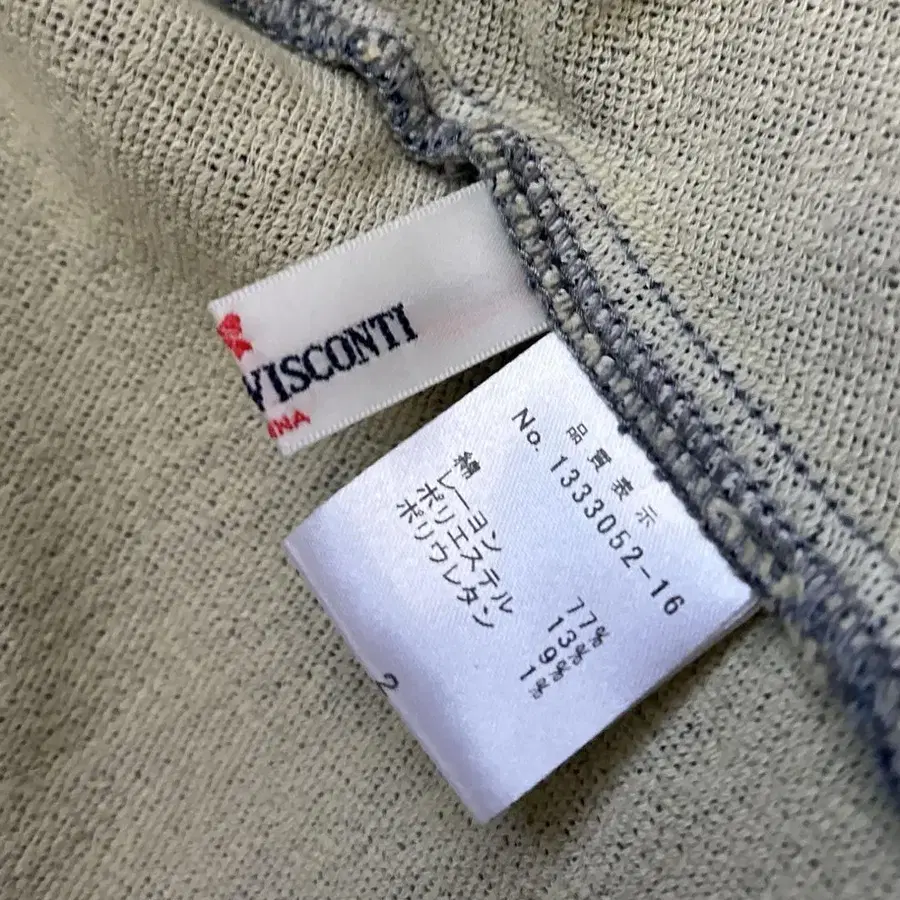 VISCONTI
品質表示
No. 1333052-16
綿 77%
レーヨン 13%
ポリエステル 9%
ポリウレタン 1%
2